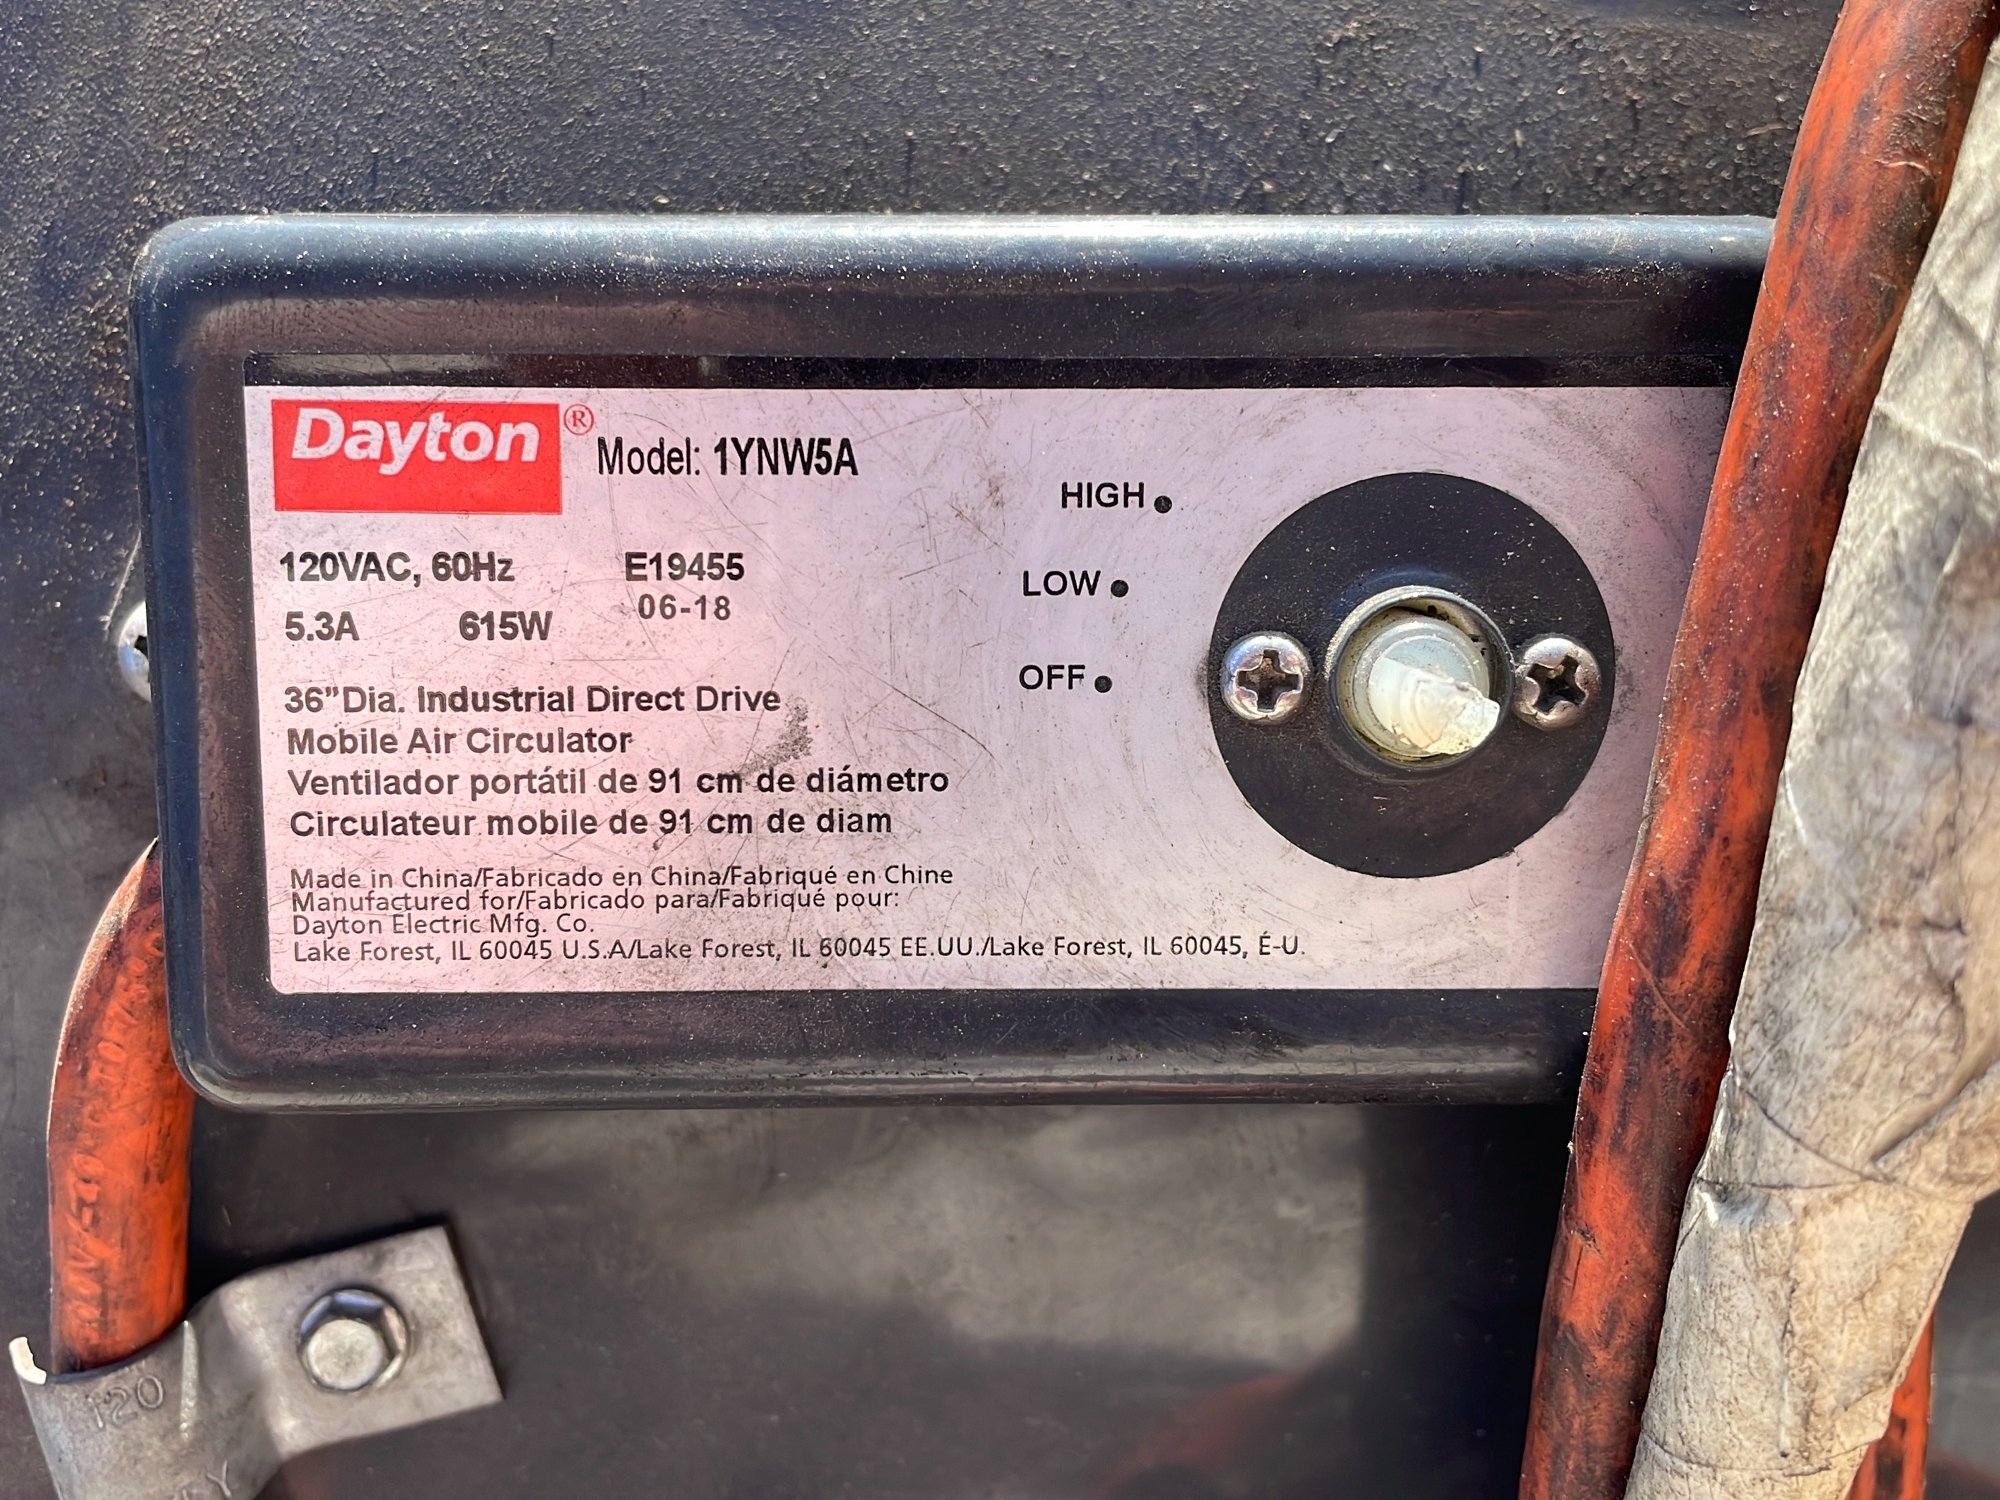 Dayton®
Model: 1YNW5A
120VAC, 60Hz
E19455
5.3A 615W
06-18
36"Dia. Industrial Direct Drive
Mobile Air Circulator
Ventilador portátil de 91 cm de diámetro
Circulateur mobile de 91 cm de diam
Made in China/Fabricado en China/Fabriqué en Chine
Manufactured for/Fabricado para/Fabriqué pour:
Dayton Electric Mfg. Co.
Lake Forest, IL 60045 U.S.A/Lake Forest, IL 60045 EE.UU./Lake Forest, IL 60045, É-U.
HIGH
LOW
OFF
120